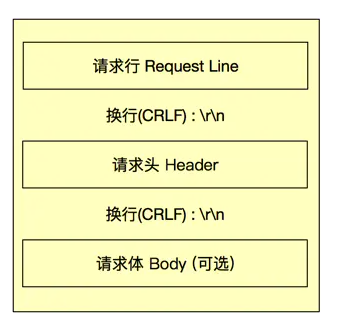 请求行 Request Line
换行(CRLF) : \r\n
请求头 Header
换行(CRLF) : \r\n
请求体 Body (可选)